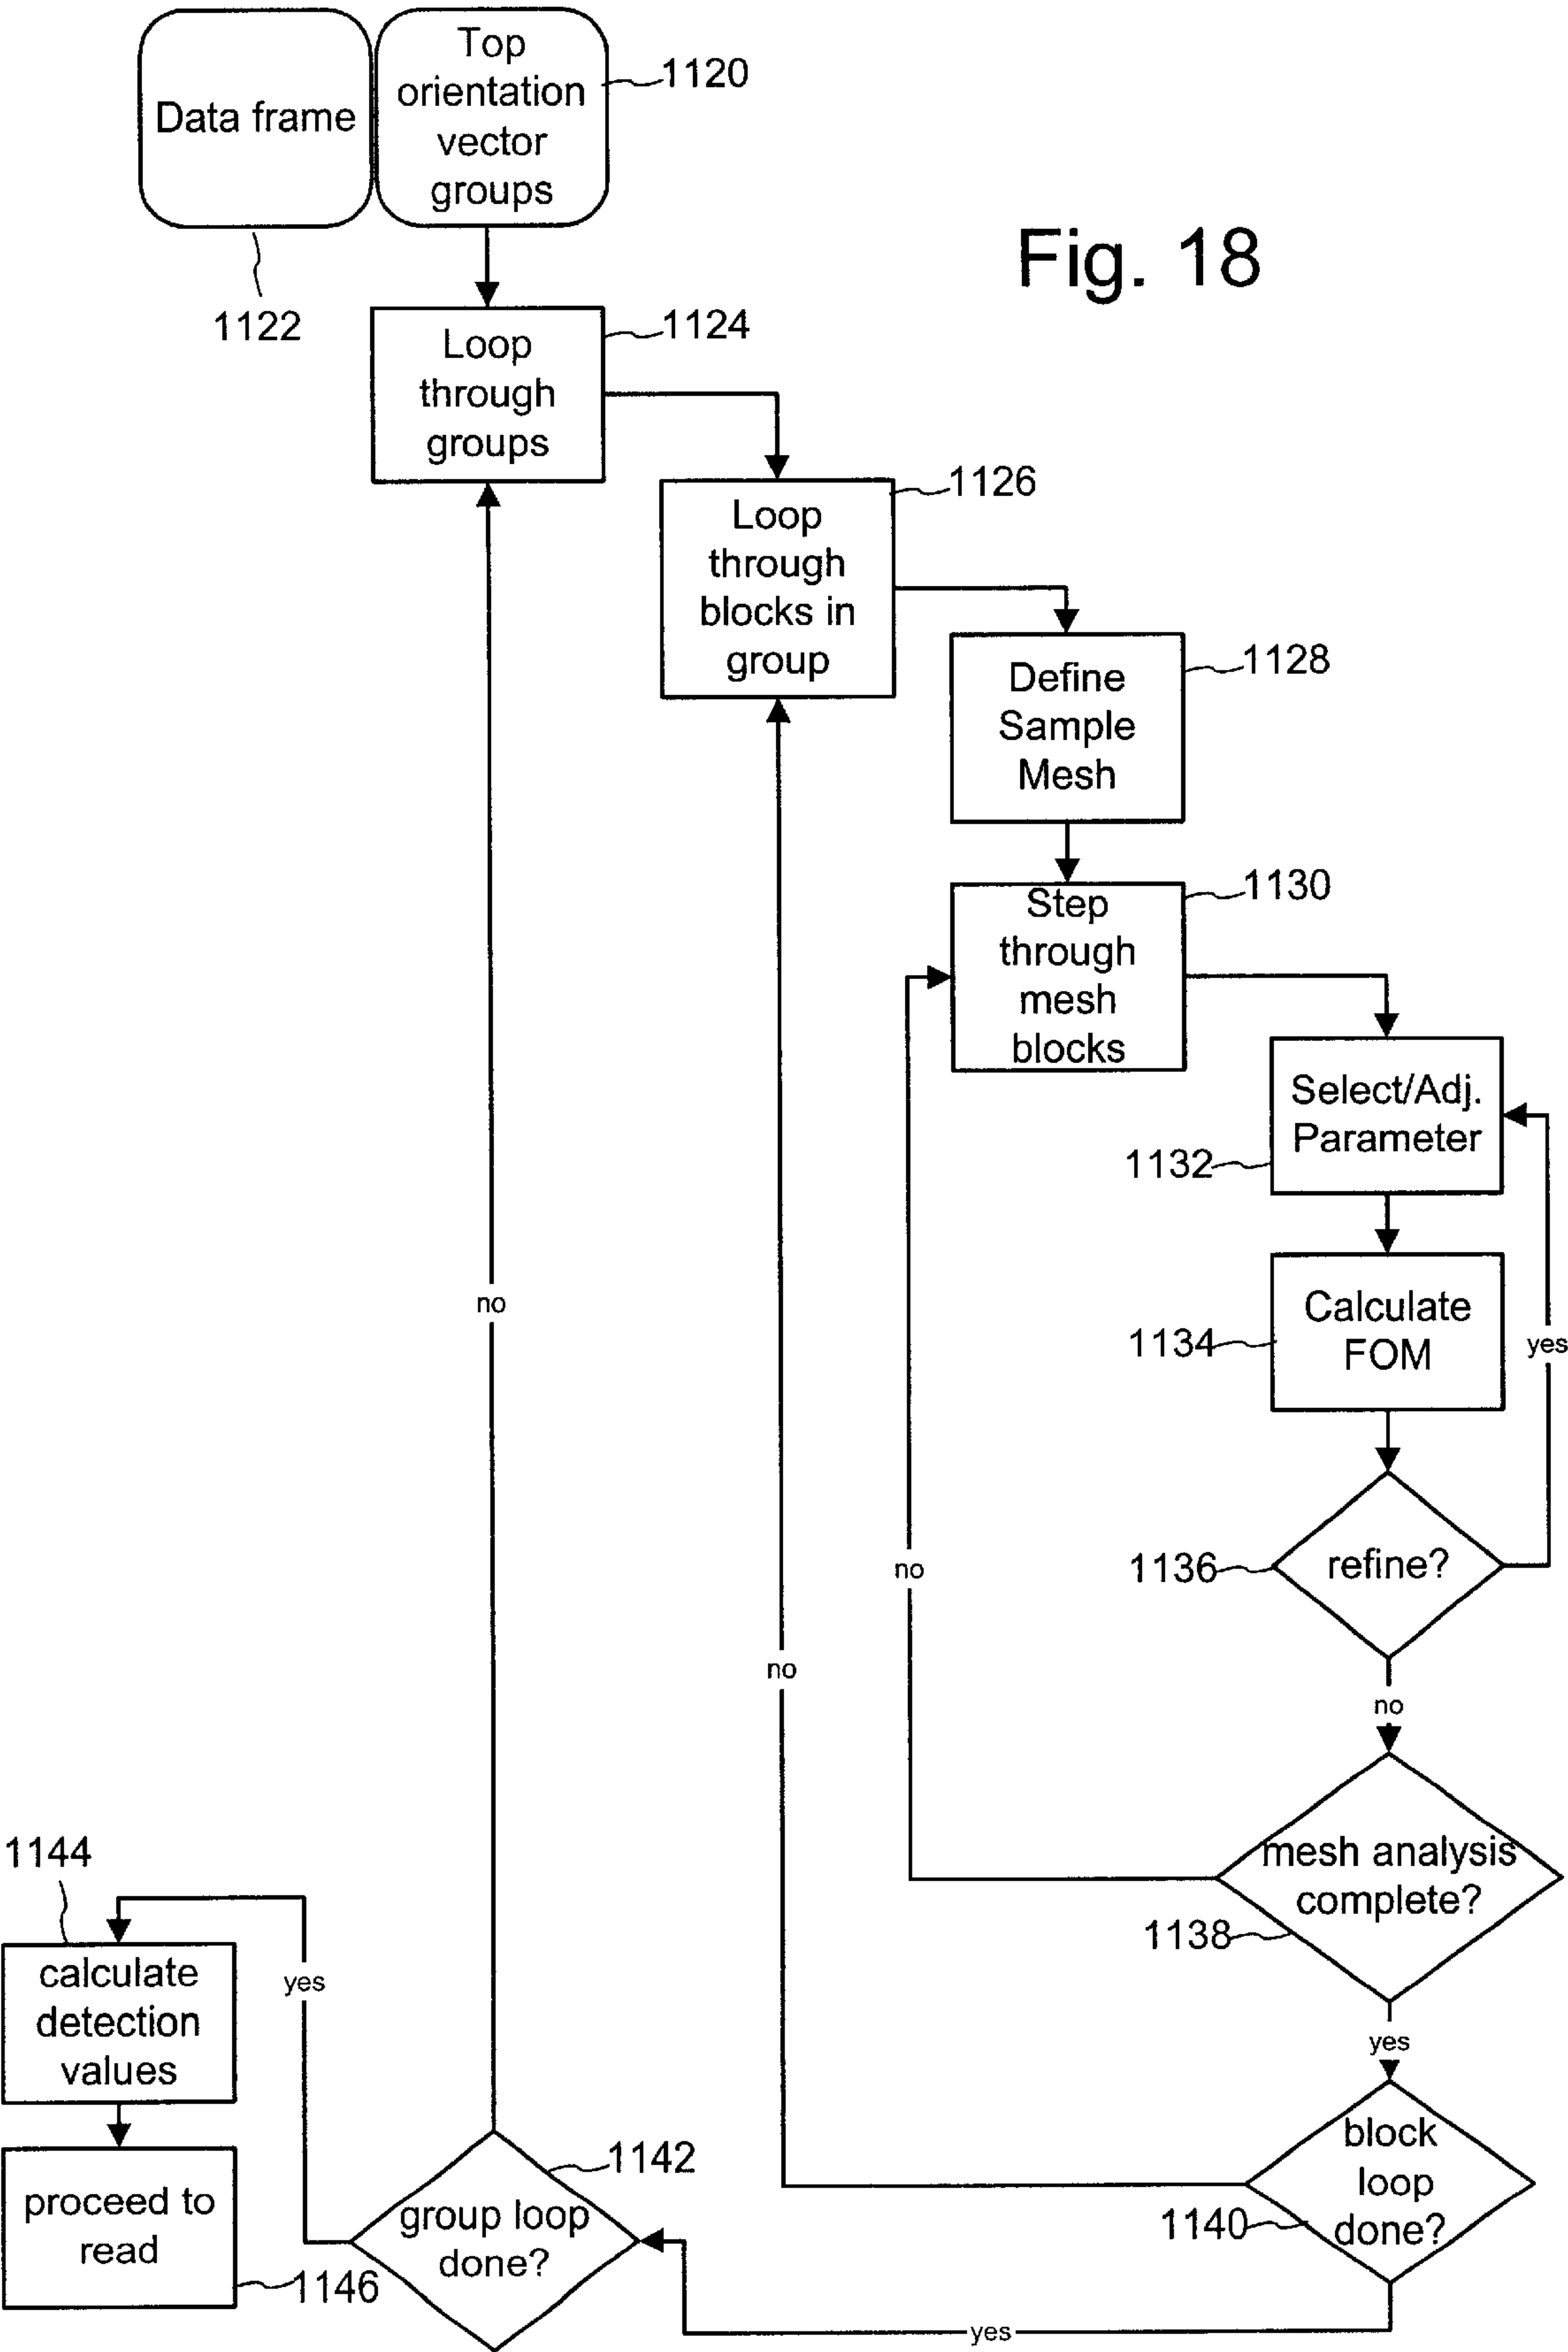 Data frame
Top
orientation
vector
groups
1120
1122
Fig. 18
Loop
through
groups
1124
Loop
through
blocks in
group
1126
Define
Sample
Mesh
1128
Step
through
mesh
blocks
1130
Select/Adj.
Parameter
1132
Calculate
FOM
1134
yes
no
refine?
1136
no
no
no
mesh analysis
complete?
1138
yes
block
loop
done?
1140
yes
group loop
done?
1142
yes
1144
calculate
detection
values
proceed to
read
1146